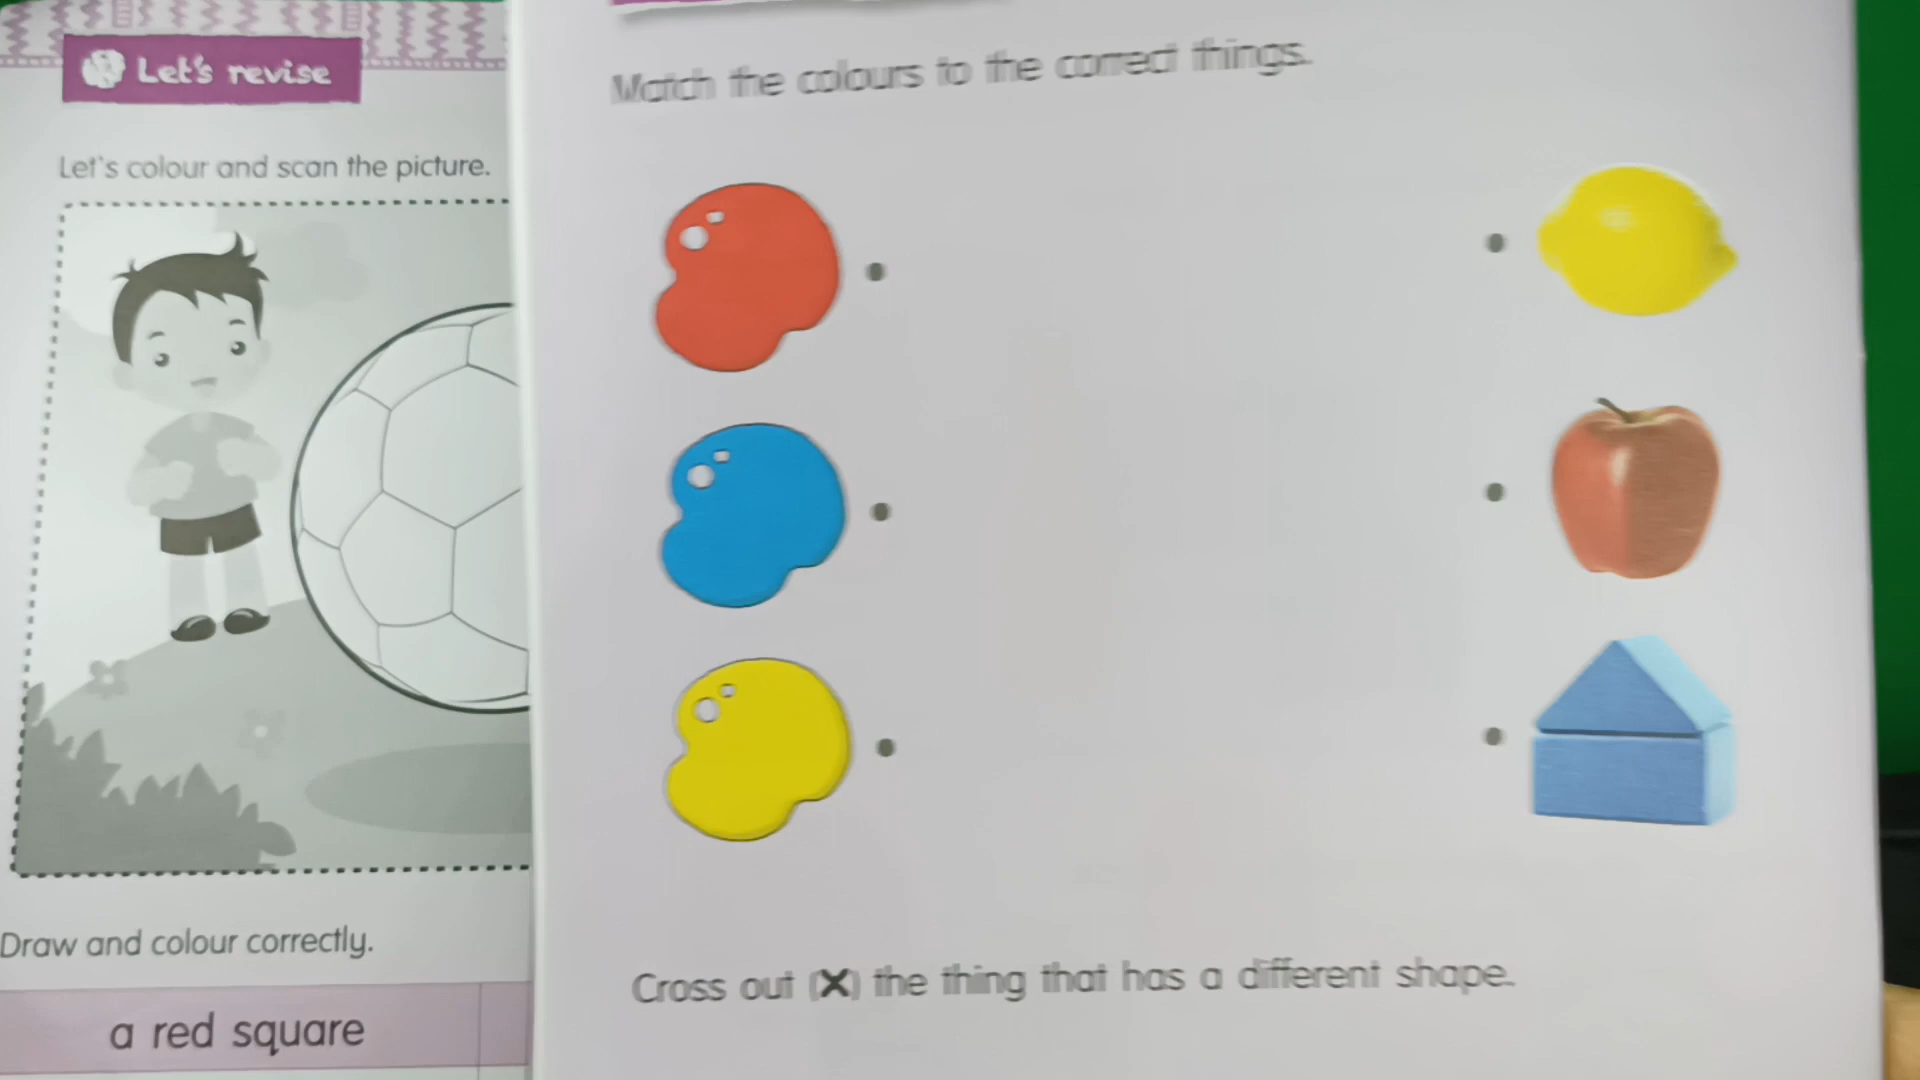 Let's revise
Let's colour and scan the picture.
Draw and colour correctly.
a red square
Match the colours to the correct things.
Cross out (X) the thing that has a different shape.